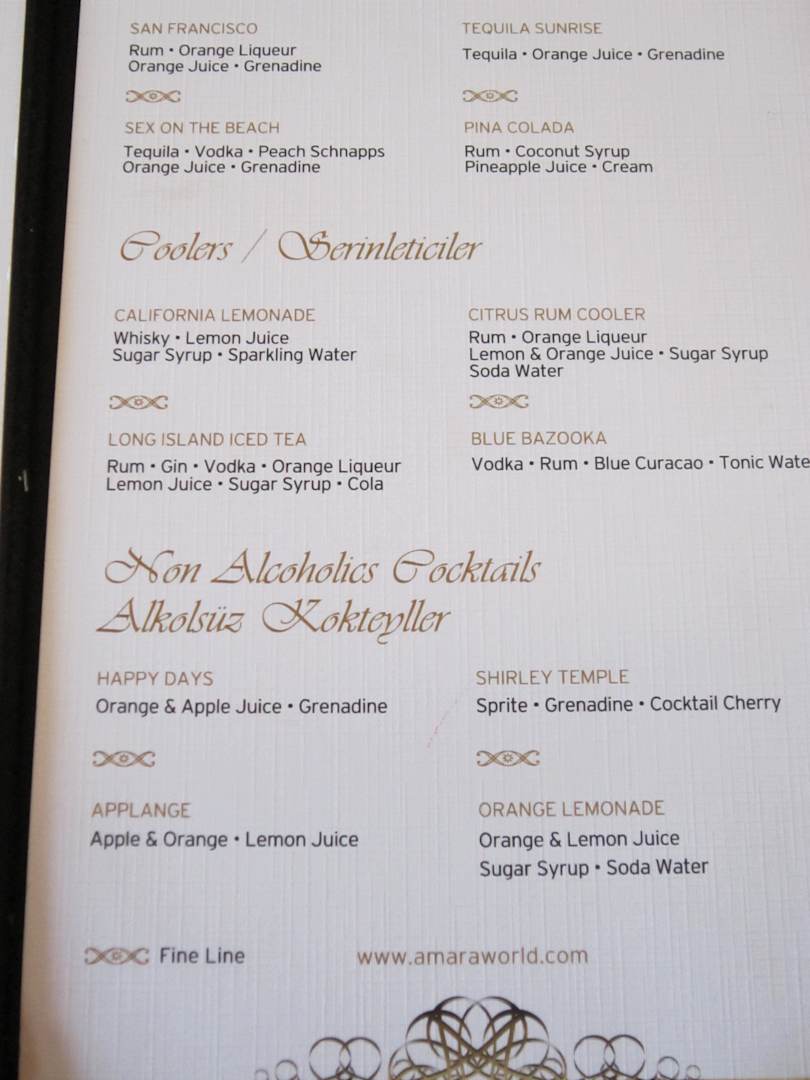 SAN FRANCISCO
Rum • Orange Liqueur
Orange Juice • Grenadine
TEQUILA SUNRISE
Tequila • Orange Juice • Grenadine
SEX ON THE BEACH
Tequila • Vodka • Peach Schnapps
Orange Juice • Grenadine
PINA COLADA
Rum • Coconut Syrup
Pineapple Juice • Cream
Coolers / Serinleticiler
CALIFORNIA LEMONADE
Whisky • Lemon Juice
Sugar Syrup • Sparkling Water
CITRUS RUM COOLER
Rum • Orange Liqueur
Lemon & Orange Juice • Sugar Syrup
Soda Water
LONG ISLAND ICED TEA
Rum • Gin • Vodka • Orange Liqueur
Lemon Juice • Sugar Syrup • Cola
BLUE BAZOOKA
Vodka • Rum • Blue Curacao • Tonic Wate
Non Alcoholics Cocktails
Alkolsüz Kokteyller
HAPPY DAYS
Orange & Apple Juice • Grenadine
SHIRLEY TEMPLE
Sprite • Grenadine • Cocktail Cherry
APPLANGE
Apple & Orange • Lemon Juice
ORANGE LEMONADE
Orange & Lemon Juice
Sugar Syrup • Soda Water
Fine Line
www.amaraworld.com